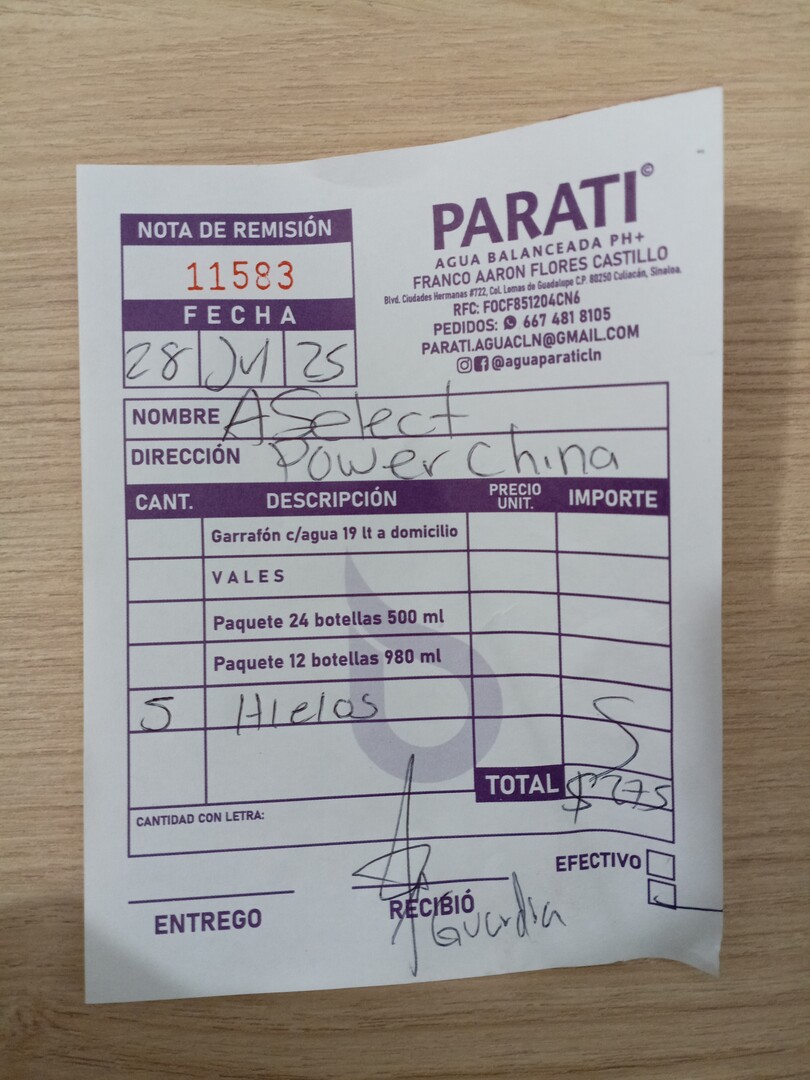 NOTA DE REMISIÓN
11583
FECHA
28 Jul 25
PARATI©
AGUA BALANCEADA PH+
FRANCO AARON FLORES CASTILLO
Blvd. Ciudades Hermanas #722, Col. Lomas de Guadalupe C.P. 80250 Culiacán, Sinaloa.
RFC: FOCF851204CN6
PEDIDOS: 667 481 8105
PARATI.AGUACLN@GMAIL.COM
@aguaparaticln
NOMBRE ASelect
DIRECCIÓN Power China
CANT. DESCRIPCIÓN PRECIO UNIT. IMPORTE
Garrafón c/agua 19 lt a domicilio
VALES
Paquete 24 botellas 500 ml
Paquete 12 botellas 980 ml
5 Hielos
TOTAL $275
CANTIDAD CON LETRA:
EFECTIVO
ENTREGO
RECIBIÓ
Guardia